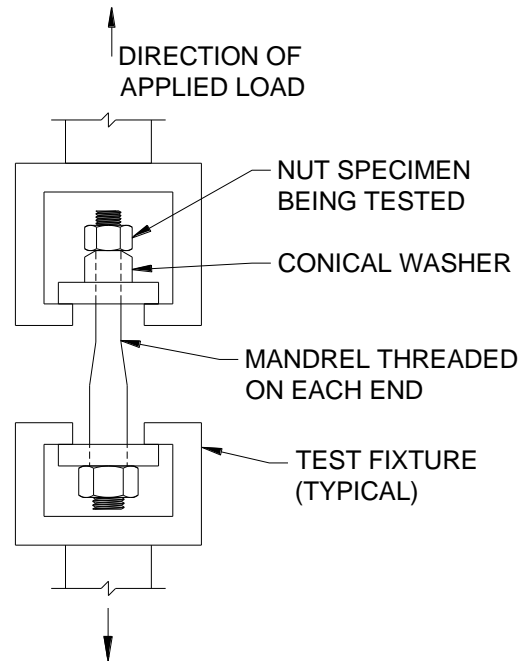 DIRECTION OF
APPLIED LOAD
NUT SPECIMEN
BEING TESTED
CONICAL WASHER
MANDREL THREADED
ON EACH END
TEST FIXTURE
(TYPICAL)